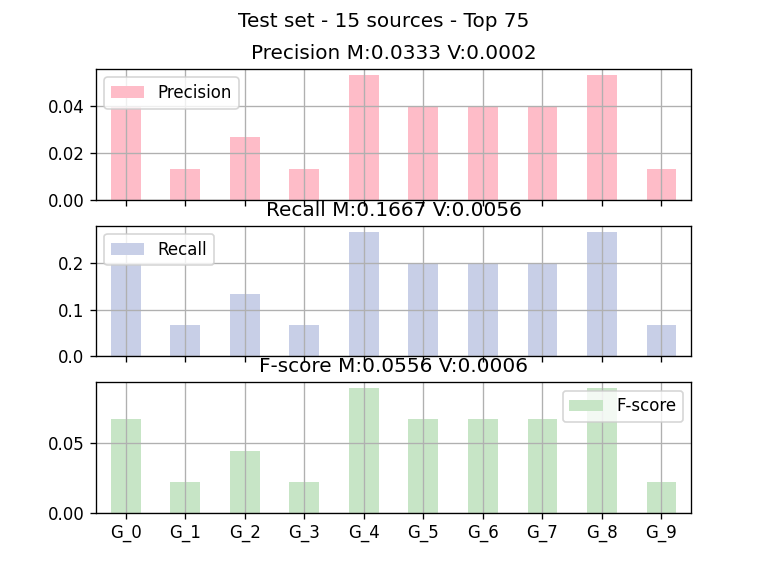 Test set - 15 sources - Top 75
Precision M:0.0333 V:0.0002
Precision
0.04
0.02
0.00
Recall M:0.1667 V:0.0056
Recall
0.2
0.1
0.0
F-score M:0.0556 V:0.0006
F-score
0.05
0.00
G_0 G_1 G_2 G_3 G_4 G_5 G_6 G_7 G_8 G_9